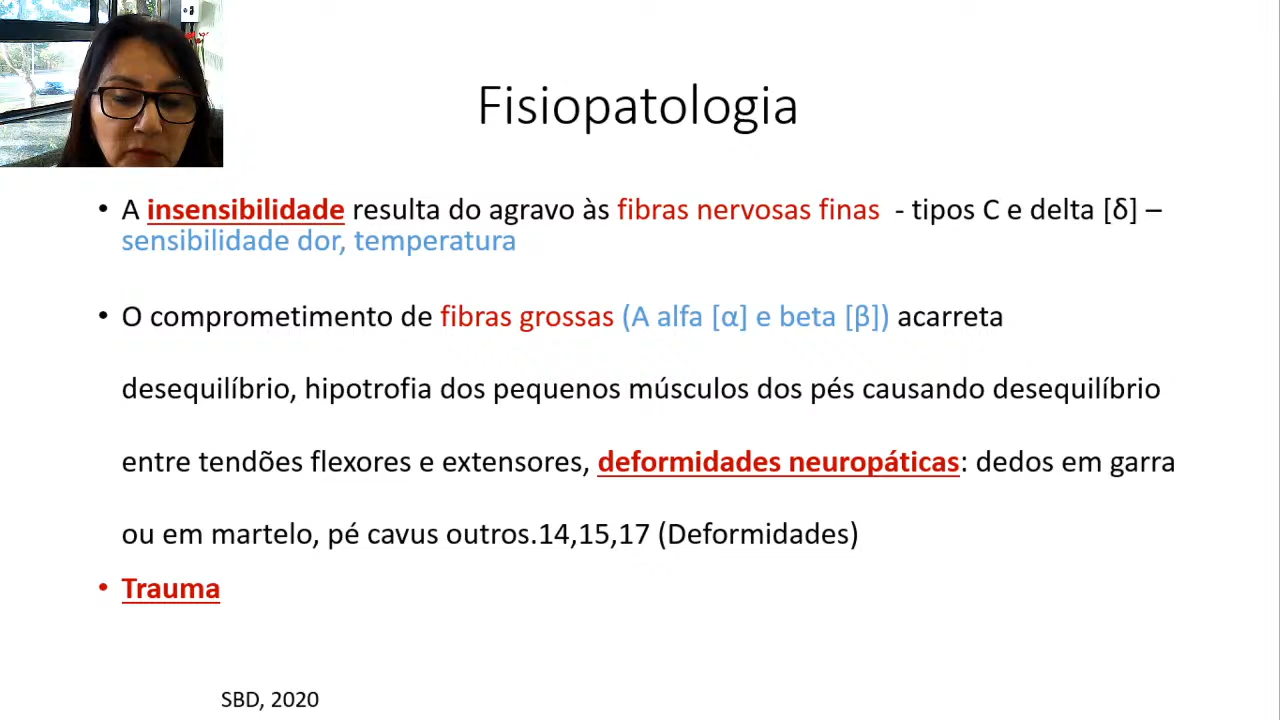 Fisiopatologia
• A insensibilidade resulta do agravo às fibras nervosas finas  - tipos C e delta [δ] –
sensibilidade dor, temperatura
• O comprometimento de fibras grossas (A alfa [α] e beta [β]) acarreta
desequilíbrio, hipotrofia dos pequenos músculos dos pés causando desequilíbrio
entre tendões flexores e extensores, deformidades neuropáticas: dedos em garra
ou em martelo, pé cavus outros.14,15,17 (Deformidades)
• Trauma
SBD, 2020